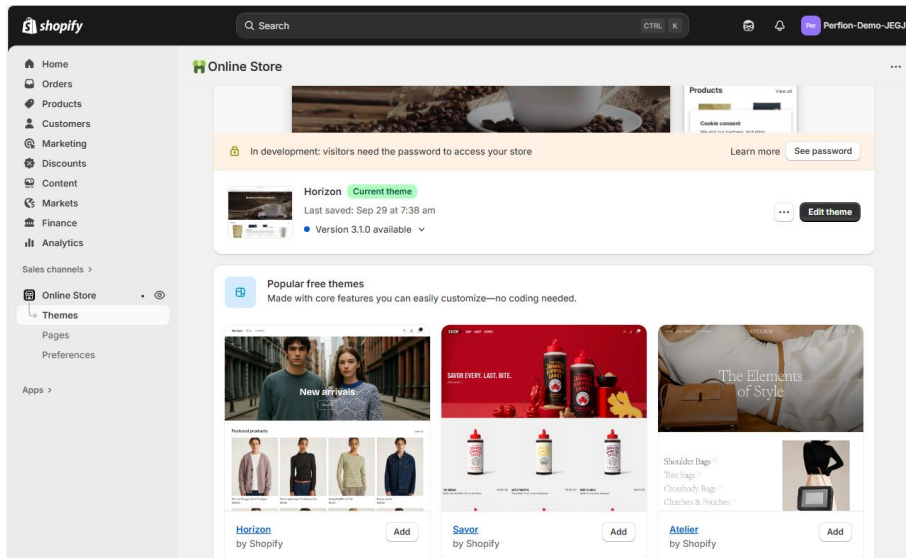 shopify
Search
CTRL K
Per
Perfion-Demo-JEGJ
Home
Orders
Products
Customers
Marketing
Discounts
Content
Markets
Finance
Analytics
Sales channels >
Online Store
Themes
Pages
Preferences
Apps >
Online Store
Products
View all
Cookie consent
In development: visitors need the password to access your store
Learn more
See password
Horizon
Current theme
Last saved: Sep 29 at 7:38 am
Version 3.1.0 available
Edit theme
Popular free themes
Made with core features you can easily customize—no coding needed.
New arrivals
Featured products
SAVOR EVERY. LAST. BITE.
The Elements
of Style
Shoulder Bags
Tote bags
Crossbody Bags
Clutches & Pouches
Horizon
by Shopify
Add
Savor
by Shopify
Add
Atelier
by Shopify
Add